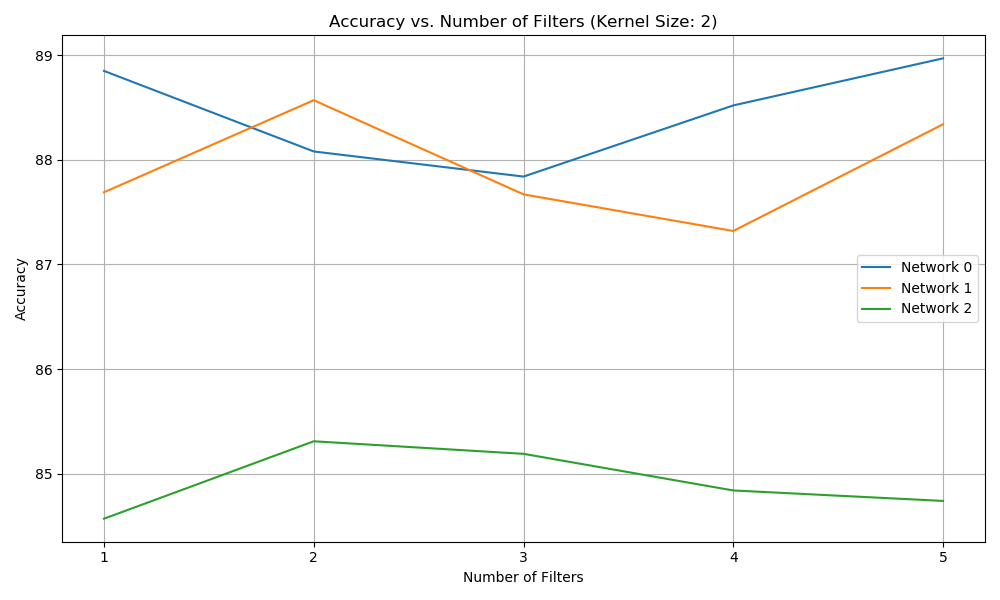 Accuracy vs. Number of Filters (Kernel Size: 2)
89
88
87
86
85
Accuracy
Network 0
Network 1
Network 2
1 2 3 4 5
Number of Filters